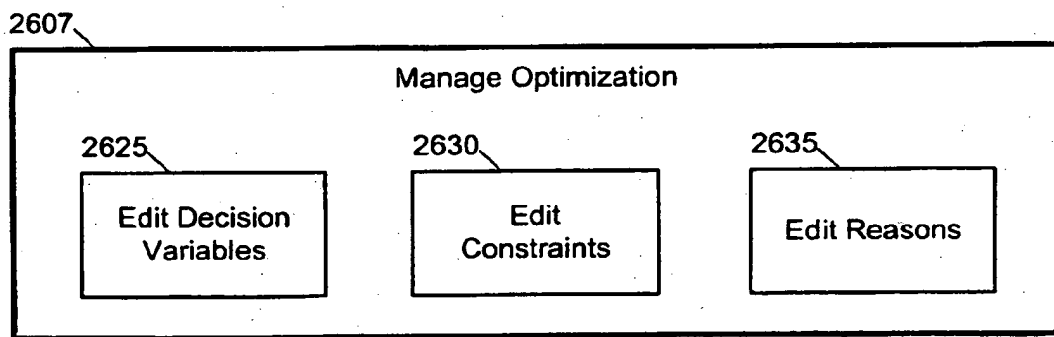 2607
Manage Optimization
2625
2630
2635
Edit Decision
Variables
Edit
Constraints
Edit Reasons